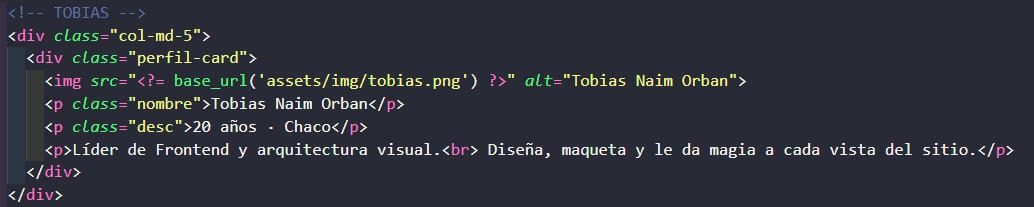 <!-- TOBIAS -->
<div class="col-md-5">
<div class="perfil-card">
<img src="<?= base_url('assets/img/tobias.png') ?>" alt="Tobias Naim Orban">
<p class="nombre">Tobias Naim Orban</p>
<p class="desc">20 años · Chaco</p>
<p>Líder de Frontend y arquitectura visual.<br> Diseña, maqueta y le da magia a cada vista del sitio.</p>
</div>
</div>